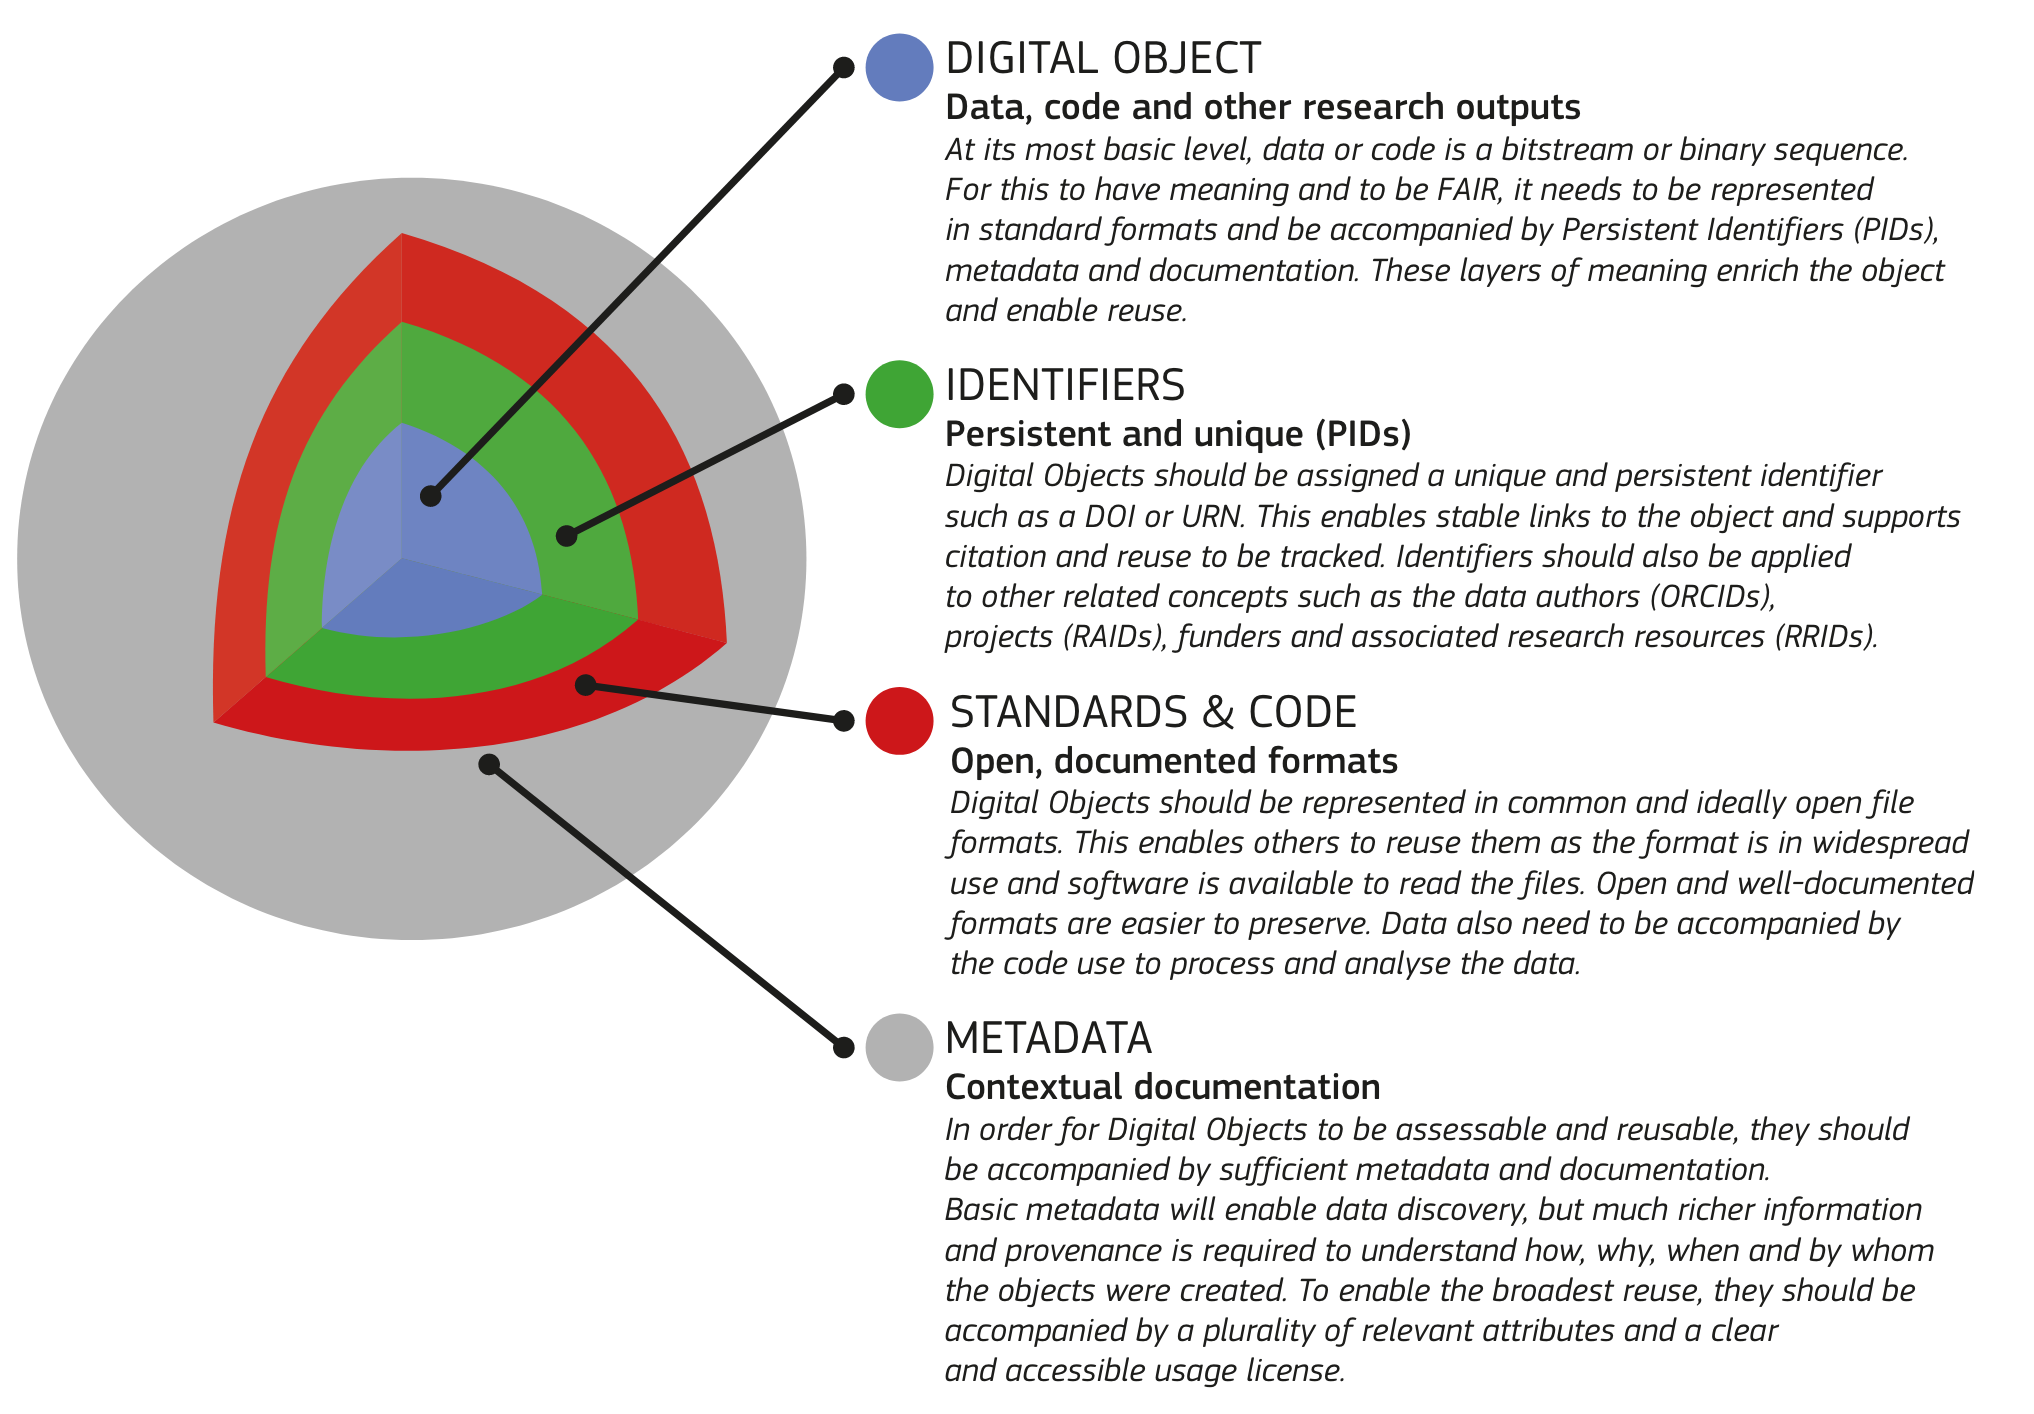 DIGITAL OBJECT
Data, code and other research outputs
At its most basic level, data or code is a bitstream or binary sequence.
For this to have meaning and to be FAIR, it needs to be represented
in standard formats and be accompanied by Persistent Identifiers (PIDs),
metadata and documentation. These layers of meaning enrich the object
and enable reuse.
IDENTIFIERS
Persistent and unique (PIDs)
Digital Objects should be assigned a unique and persistent identifier
such as a DOI or URN. This enables stable links to the object and supports
citation and reuse to be tracked. Identifiers should also be applied
to other related concepts such as the data authors (ORCIDs),
projects (RAIDs), funders and associated research resources (RRIDs).
STANDARDS & CODE
Open, documented formats
Digital Objects should be represented in common and ideally open file
formats. This enables others to reuse them as the format is in widespread
use and software is available to read the files. Open and well-documented
formats are easier to preserve. Data also need to be accompanied by
the code use to process and analyse the data.
METADATA
Contextual documentation
In order for Digital Objects to be assessable and reusable, they should
be accompanied by sufficient metadata and documentation.
Basic metadata will enable data discovery, but much richer information
and provenance is required to understand how, why, when and by whom
the objects were created. To enable the broadest reuse, they should be
accompanied by a plurality of relevant attributes and a clear
and accessible usage license.